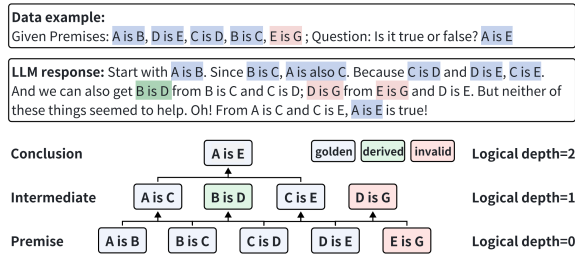 Data example:
Given Premises: A is B, D is E, C is D, B is C, E is G ; Question: Is it true or false? A is E
LLM response: Start with A is B. Since B is C, A is also C. Because C is D and D is E, C is E.
And we can also get B is D from B is C and C is D; D is G from E is G and D is E. But neither of
these things seemed to help. Oh! From A is C and C is E, A is E is true!
Conclusion A is E golden derived invalid Logical depth=2
Intermediate A is C B is D C is E D is G Logical depth=1
Premise A is B B is C C is D D is E E is G Logical depth=0